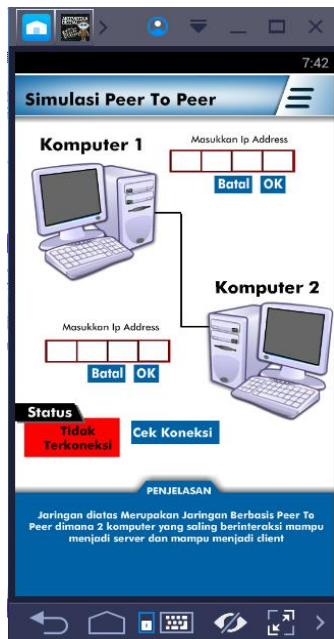 7:42
Simulasi Peer To Peer
Komputer 1
Masukkan Ip Address
Batal OK
Komputer 2
Masukkan Ip Address
Batal OK
Status
Tidak
Terkoneksi
Cek Koneksi
PENJELASAN
Jaringan diatas Merupakan Jaringan Berbasis Peer To
Peer dimana 2 komputer yang saling berinteraksi mampu
menjadi server dan mampu menjadi client